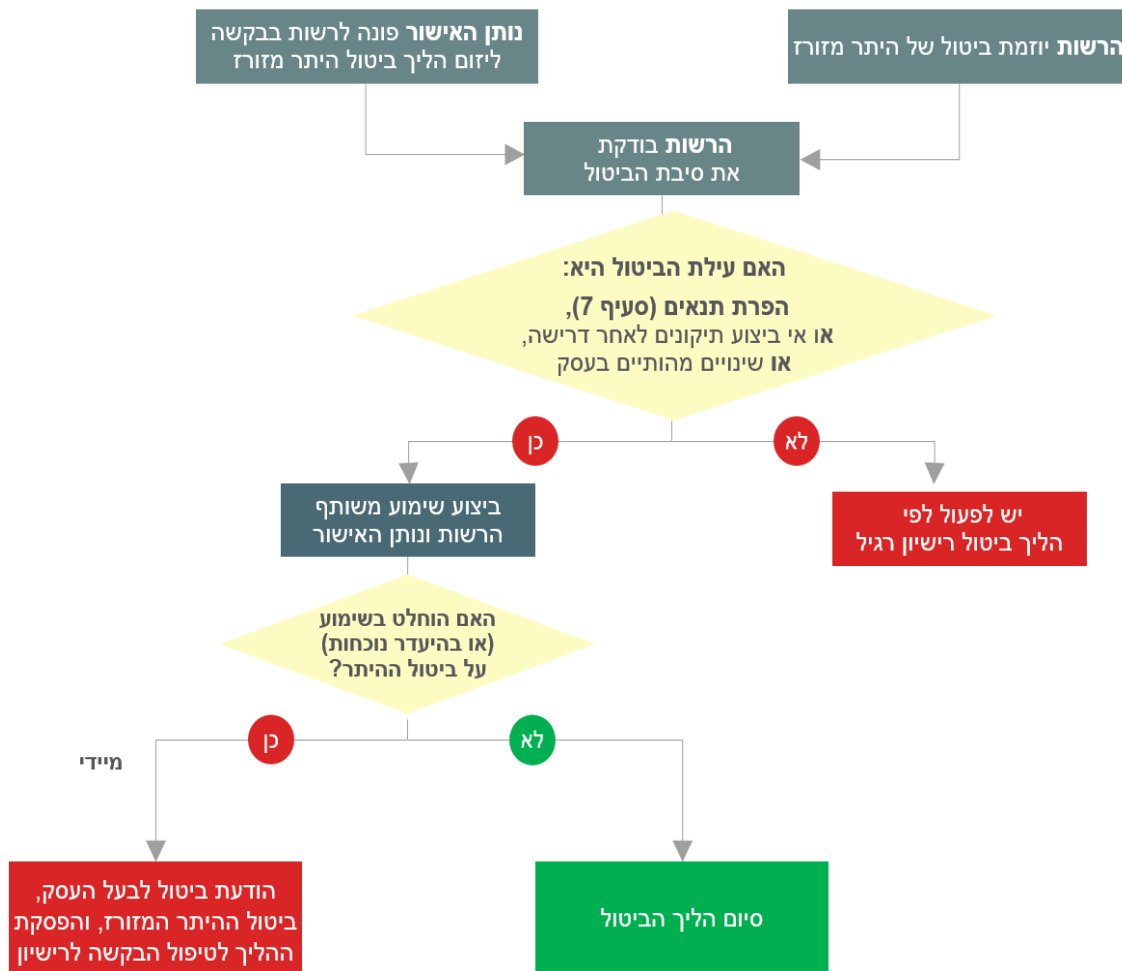 הרשות יוזמת ביטול של היתר מזורז
נותן האישור פונה לרשות בבקשה
ליזום הליך ביטול היתר מזורז
הרשות בודקת
את סיבת הביטול
האם עילת הביטול היא:
הפרת תנאים (סעיף 7),
או אי ביצוע תיקונים לאחר דרישה,
או שינויים מהותיים בעסק
לא
כן
יש לפעול לפי
הליך ביטול רישיון רגיל
ביצוע שימוע משותף
הרשות ונותן האישור
האם הוחלט בשימוע
(או בהיעדר נוכחות)
על ביטול ההיתר?
לא
כן
מיידי
סיום הליך הביטול
הודעת ביטול לבעל העסק,
ביטול ההיתר המזורז, והפסקת
ההליך לטיפול הבקשה לרישיון